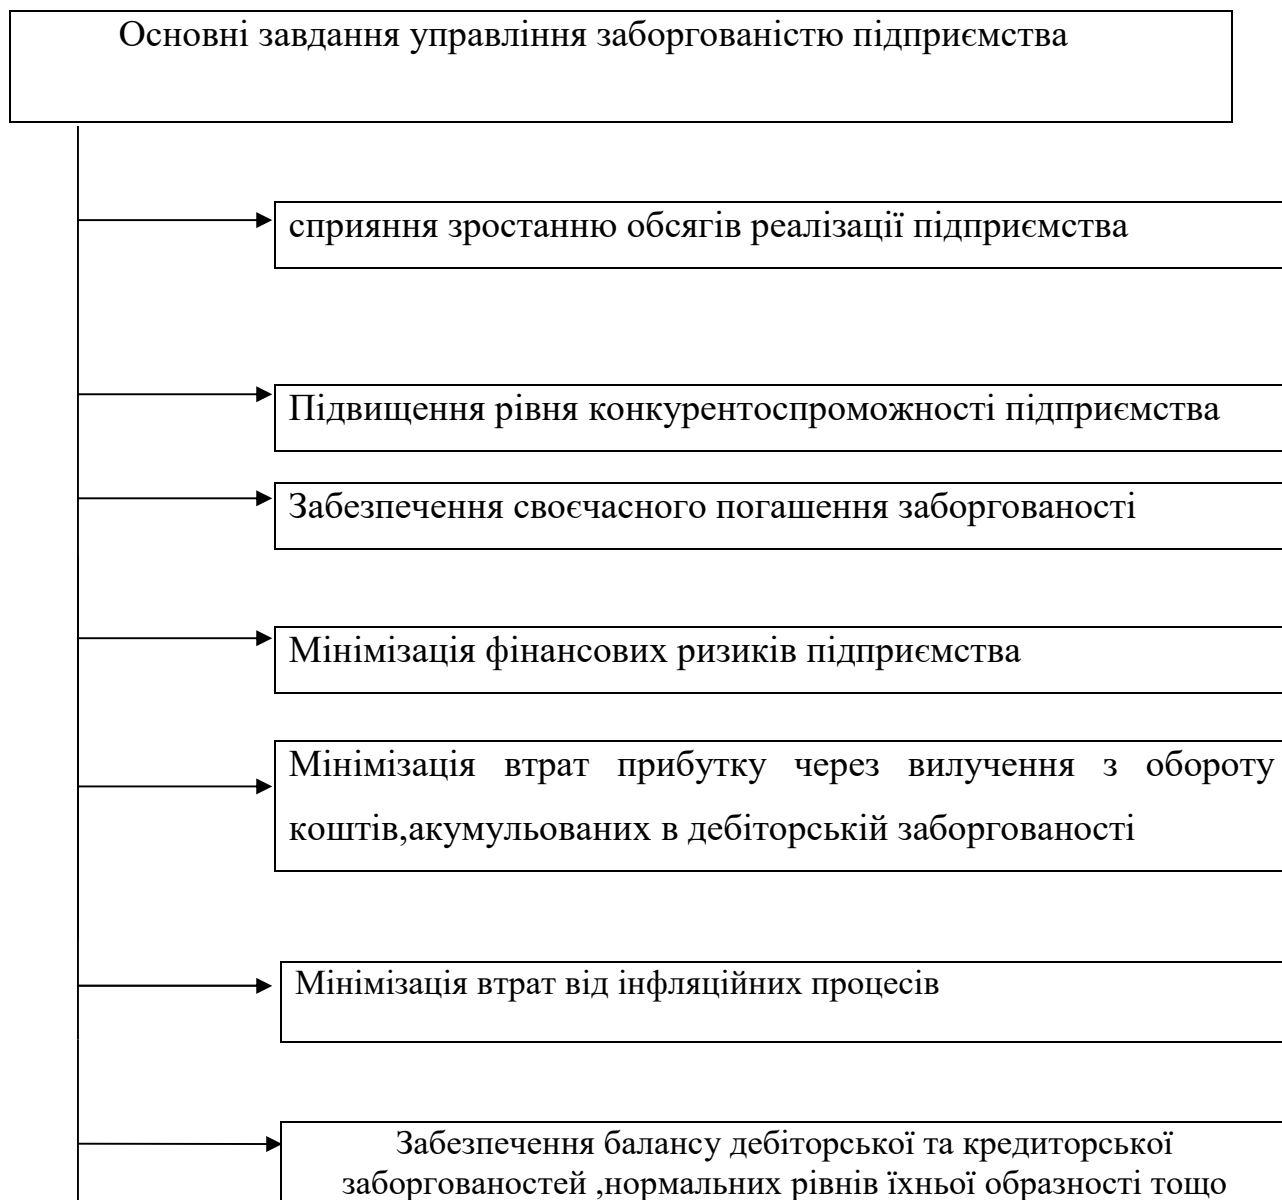 Основні завдання управління заборгованістю підприємства
сприяння зростанню обсягів реалізації підприємства
Підвищення рівня конкурентоспроможності підприємства
Забезпечення своєчасного погашення заборгованості
Мінімізація фінансових ризиків підприємства
Мінімізація втрат прибутку через вилучення з обороту
коштів,акумульованих в дебіторській заборгованості
Мінімізація втрат від інфляційних процесів
Забезпечення балансу дебіторської та кредиторської
заборгованостей ,нормальних рівнів їхньої образності тощо